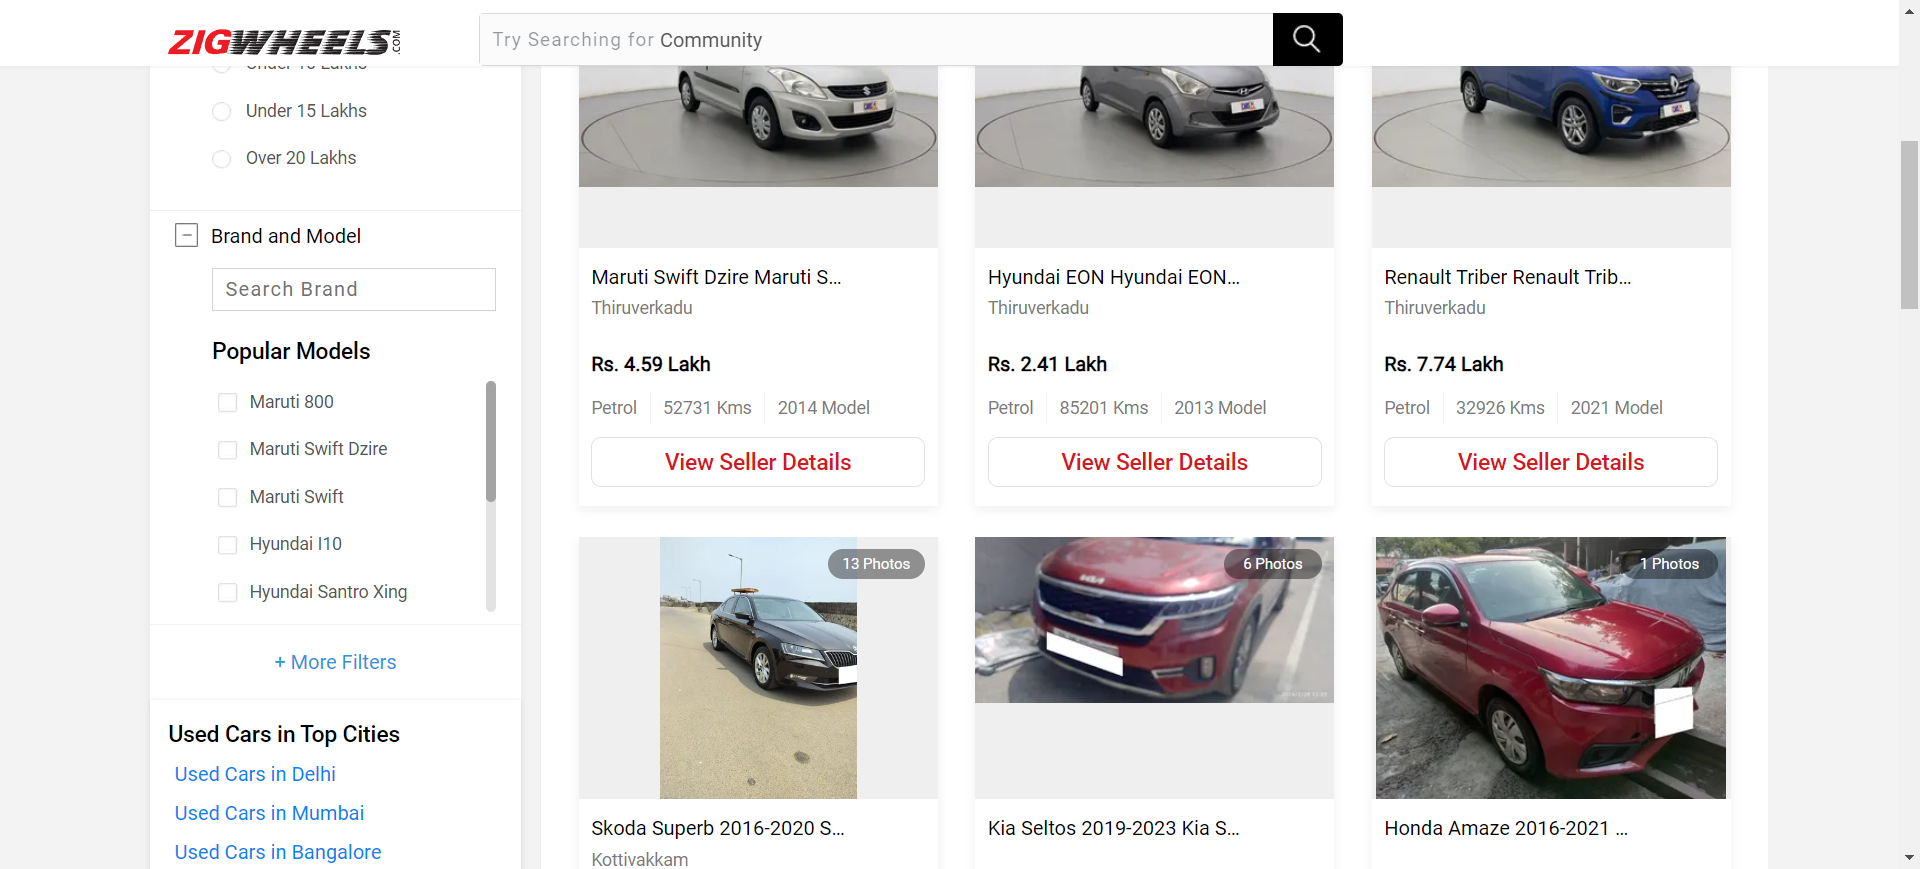 ZIGWHEELS.COM
Try Searching for Community
Under 10 Lakhs
Under 15 Lakhs
Over 20 Lakhs
Brand and Model
Search Brand
Popular Models
Maruti 800
Maruti Swift Dzire
Maruti Swift
Hyundai I10
Hyundai Santro Xing
+ More Filters
Used Cars in Top Cities
Used Cars in Delhi
Used Cars in Mumbai
Used Cars in Bangalore
Maruti Swift Dzire Maruti S...
Thiruverkadu
Rs. 4.59 Lakh
Petrol 52731 Kms 2014 Model
View Seller Details
Hyundai EON Hyundai EON...
Thiruverkadu
Rs. 2.41 Lakh
Petrol 85201 Kms 2013 Model
View Seller Details
Renault Triber Renault Trib...
Thiruverkadu
Rs. 7.74 Lakh
Petrol 32926 Kms 2021 Model
View Seller Details
13 Photos
Skoda Superb 2016-2020 S...
Kottivakkam
6 Photos
KIA
Kia Seltos 2019-2023 Kia S...
1 Photos
Honda Amaze 2016-2021 ...